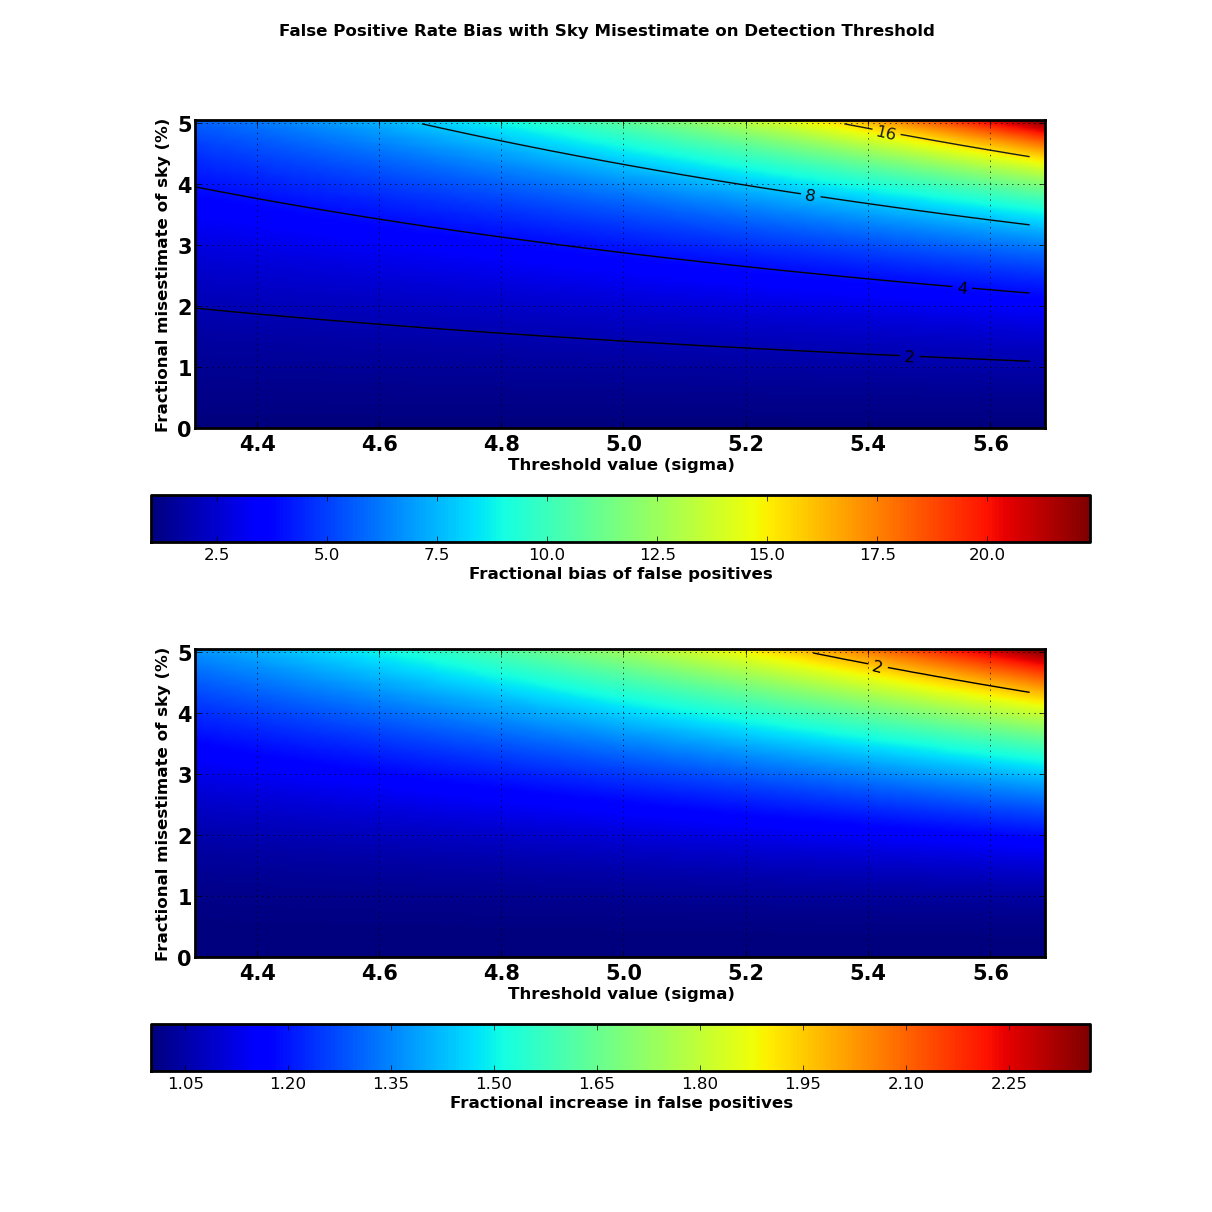 False Positive Rate Bias with Sky Misestimate on Detection Threshold
Fractional misestimate of sky (%)
5
4
3
2
1
0
16
8
4
2
4.4 4.6 4.8 5.0 5.2 5.4 5.6
Threshold value (sigma)
2.5 5.0 7.5 10.0 12.5 15.0 17.5 20.0
Fractional bias of false positives
Fractional misestimate of sky (%)
5
4
3
2
1
0
2
4.4 4.6 4.8 5.0 5.2 5.4 5.6
Threshold value (sigma)
1.05 1.20 1.35 1.50 1.65 1.80 1.95 2.10 2.25
Fractional increase in false positives